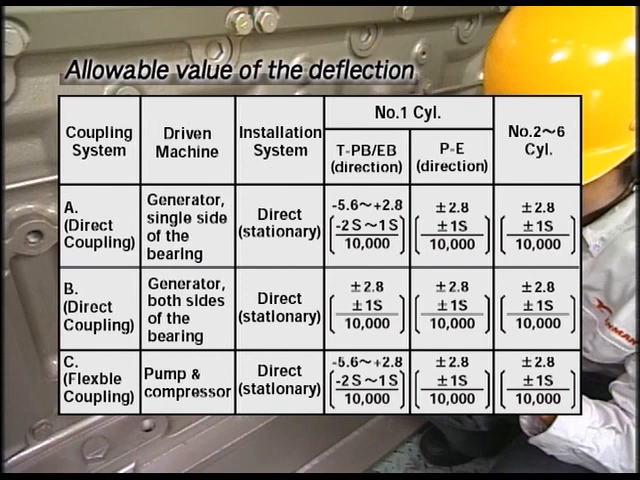 Allowable value of the deflection
Coupling System
Driven Machine
Installation System
No.1 Cyl.
T-PB/EB (direction)
P-E (direction)
No.2~6 Cyl.
A. (Direct Coupling)
Generator, single side of the bearing
Direct (stationary)
-5.6~+2.8
(-2S~1S
10,000)
±2.8
(±1S
10,000)
±2.8
(±1S
10,000)
B. (Direct Coupling)
Generator, both sides of the bearing
Direct (stationary)
±2.8
(±1S
10,000)
±2.8
(±1S
10,000)
±2.8
(±1S
10,000)
C. (Flexble Coupling)
Pump & compressor
Direct (stationary)
-5.6~+2.8
(-2S~1S
10,000)
±2.8
(±1S
10,000)
±2.8
(±1S
10,000)